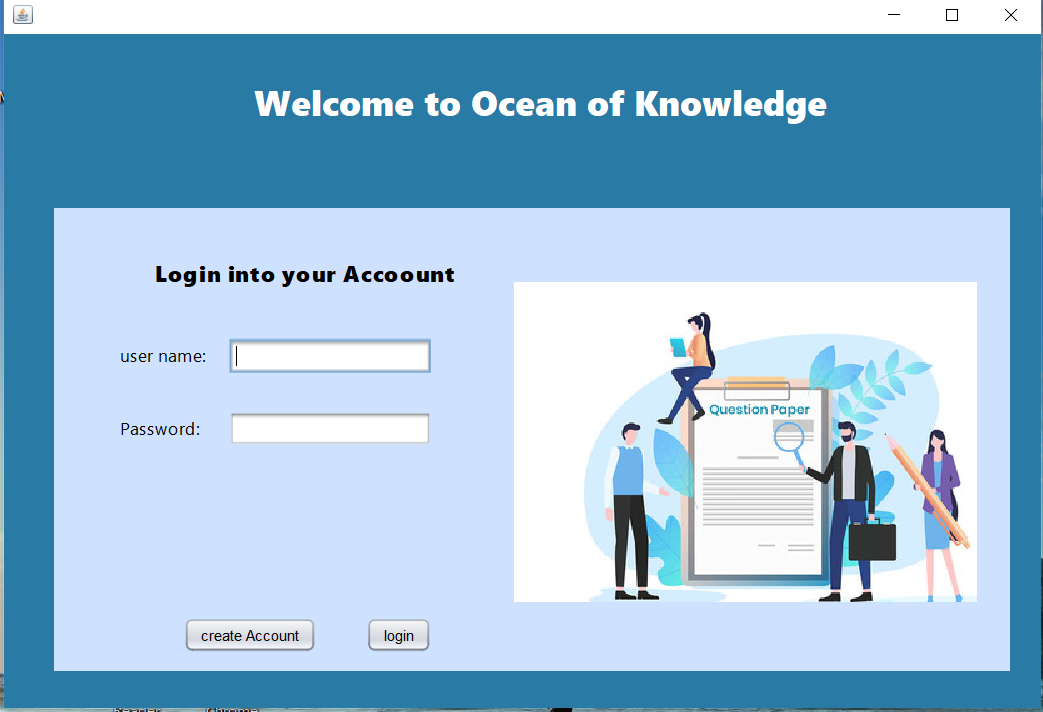 Welcome to Ocean of Knowledge
Login into your Accoount
user name:
Question Paper
Password:
create Account
login